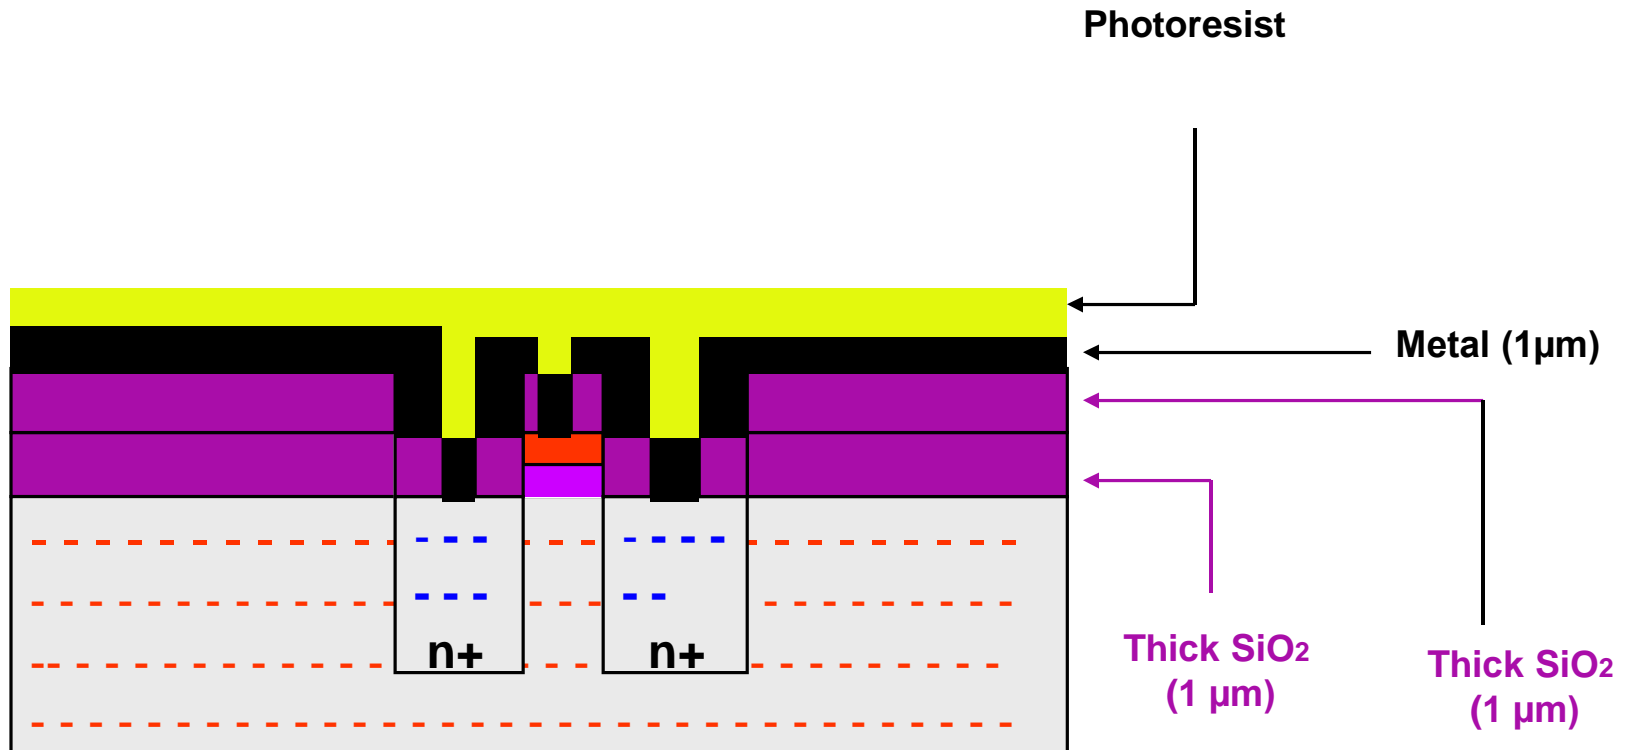 Photoresist
Metal (1µm)
n+
n+
Thick SiO2
(1 µm)
Thick SiO2
(1 µm)